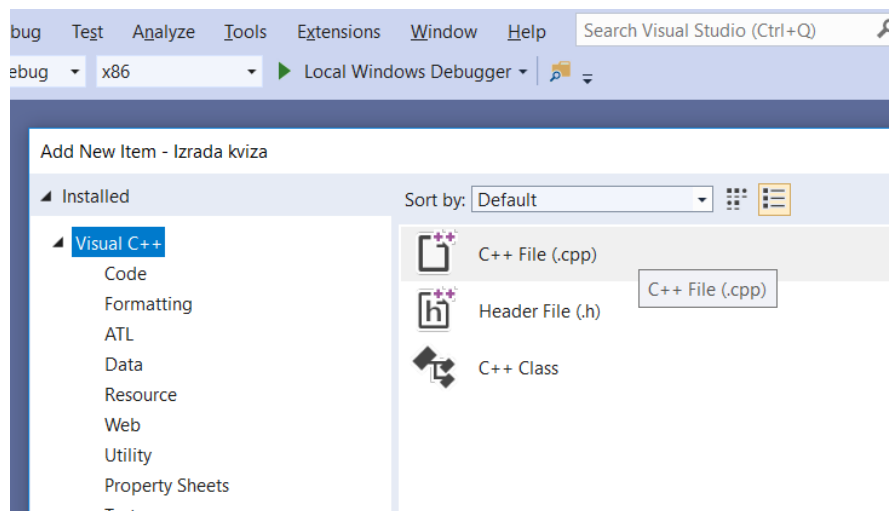 bug Test Analyze Tools Extensions Window Help Search Visual Studio (Ctrl+Q)
ebug x86 Local Windows Debugger
Add New Item - Izrada kviza
Installed
Sort by: Default
Visual C++
Code
Formatting
ATL
Data
Resource
Web
Utility
Property Sheets
C++ File (.cpp)
C++ File (.cpp)
Header File (.h)
C++ Class